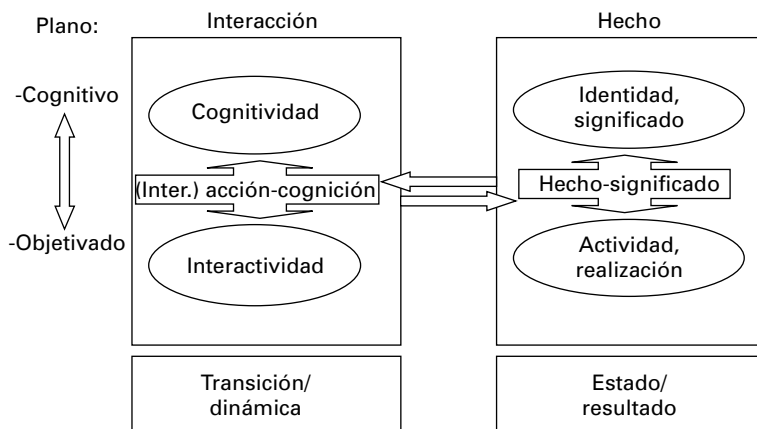 Plano:
Interacción
Hecho
-Cognitivo
Cognitividad
Identidad,
significado
(Inter.) acción-cognición
Hecho-significado
-Objetivado
Interactividad
Actividad,
realización
Transición/
dinámica
Estado/
resultado